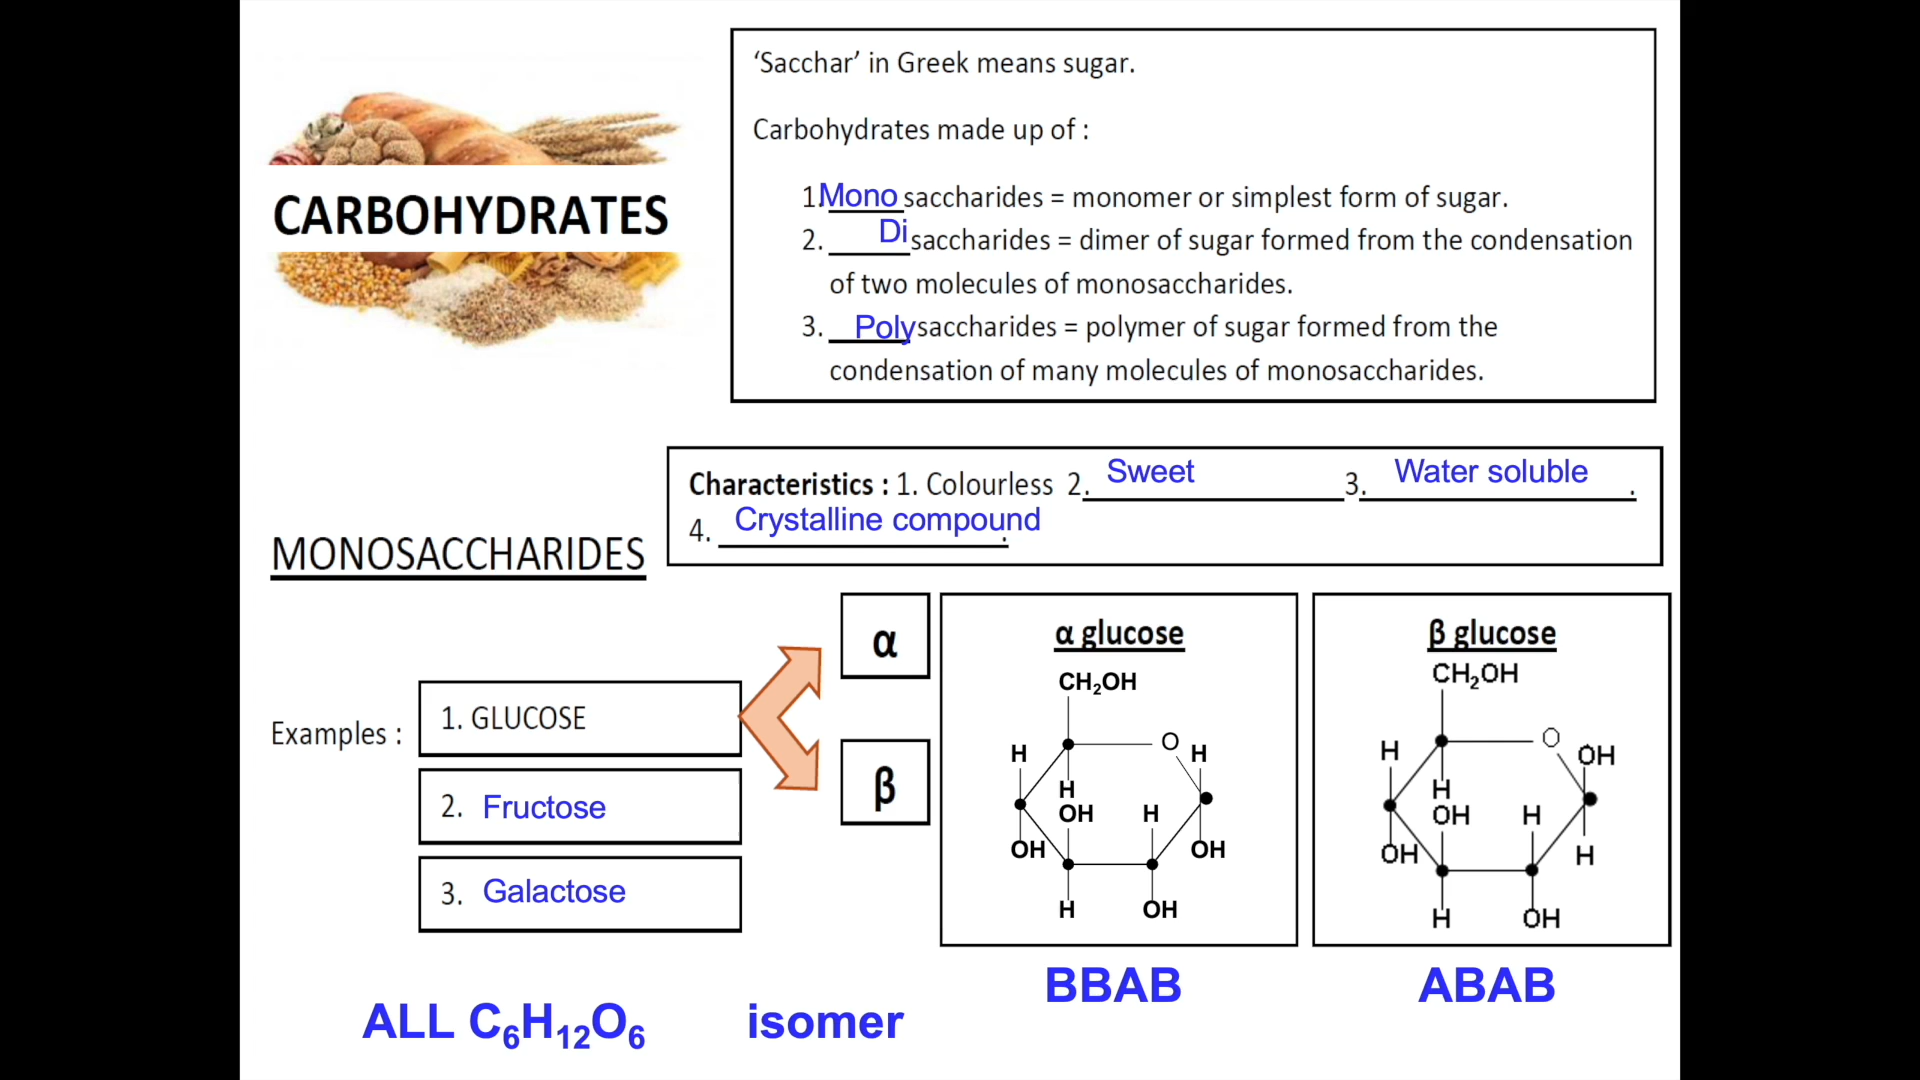 ‘Sacchar’ in Greek means sugar.
Carbohydrates made up of :
CARBOHYDRATES
1.Mono saccharides = monomer or simplest form of sugar.
2. Di saccharides = dimer of sugar formed from the condensation
of two molecules of monosaccharides.
3. Poly saccharides = polymer of sugar formed from the
condensation of many molecules of monosaccharides.
MONOSACCHARIDES
Characteristics : 1. Colourless 2. Sweet 3. Water soluble .
4. Crystalline compound .
Examples :
1. GLUCOSE
2. Fructose
3. Galactose
α
β
α glucose
CH₂OH
O
H
H
H
OH
H
OH
OH
H
OH
β glucose
CH₂OH
O
H
OH
H
OH
H
OH
H
H
OH
BBAB
ABAB
ALL C₆H₁₂O₆
isomer